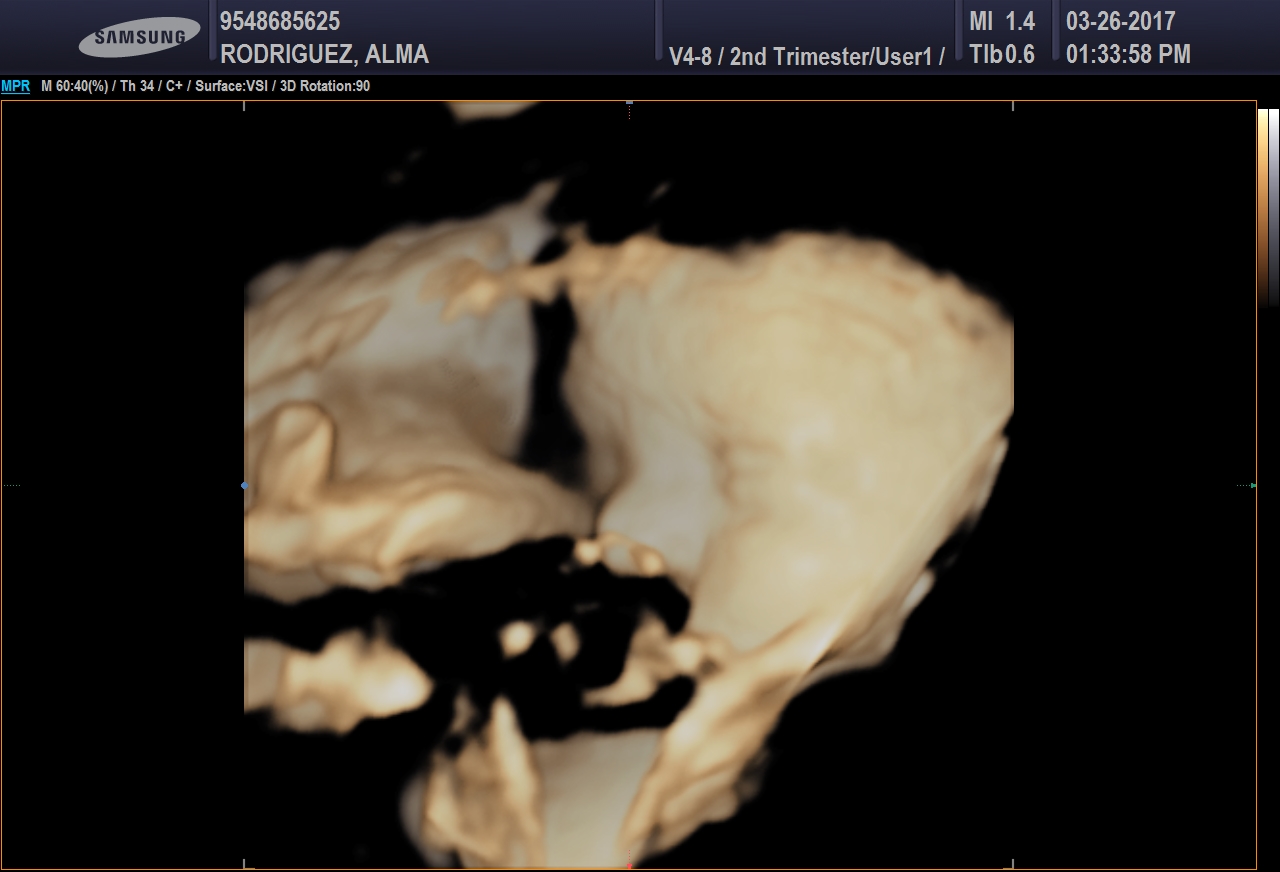 SAMSUNG
9548685625
RODRIGUEZ, ALMA
V4-8 / 2nd Trimester/User1 /
MI 1.4
TIb 0.6
03-26-2017
01:33:58 PM
MPR M 60:40(%) / Th 34 / C+ / Surface:VSI / 3D Rotation:90